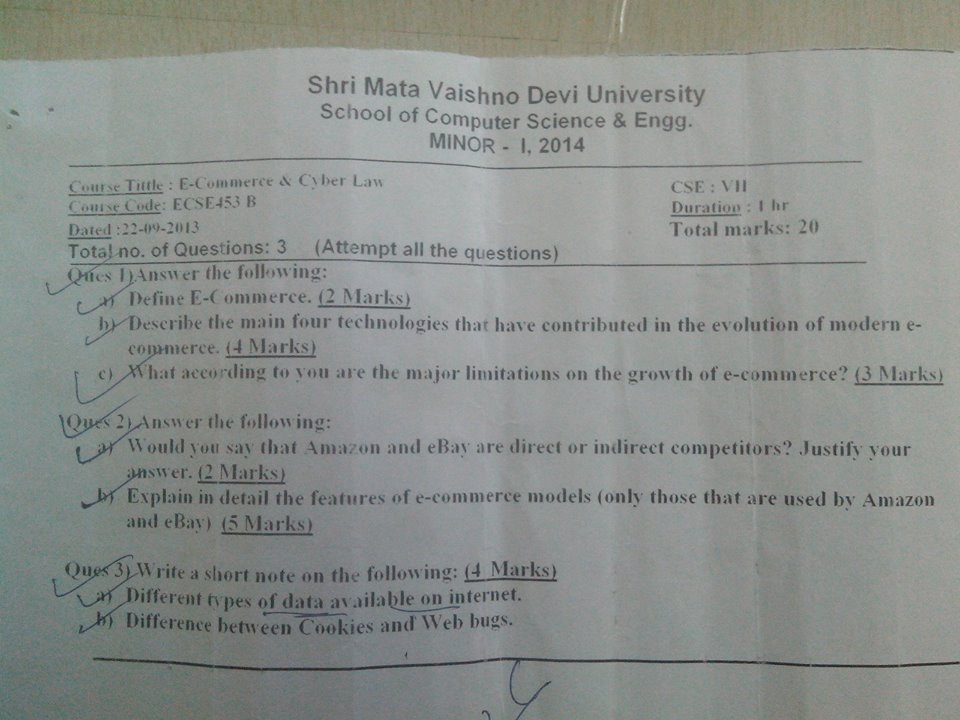 Shri Mata Vaishno Devi University
School of Computer Science & Engg.
MINOR - I, 2014
Course Tittle : E-Commerce & Cyber Law
CSE : VII
Course Code: ECSE453 B
Duration : 1 hr
Dated :22-09-2013
Total marks: 20
Total no. of Questions: 3 (Attempt all the questions)
Ques 1)Answer the following:
a) Define E-Commerce. (2 Marks)
b) Describe the main four technologies that have contributed in the evolution of modern e-
commerce. (4 Marks)
c) What according to you are the major limitations on the growth of e-commerce? (3 Marks)
Ques 2) Answer the following:
a) Would you say that Amazon and eBay are direct or indirect competitors? Justify your
answer. (2 Marks)
b) Explain in detail the features of e-commerce models (only those that are used by Amazon
and eBay) (5 Marks)
Ques 3) Write a short note on the following: (4 Marks)
a) Different types of data available on internet.
b) Difference between Cookies and Web bugs.